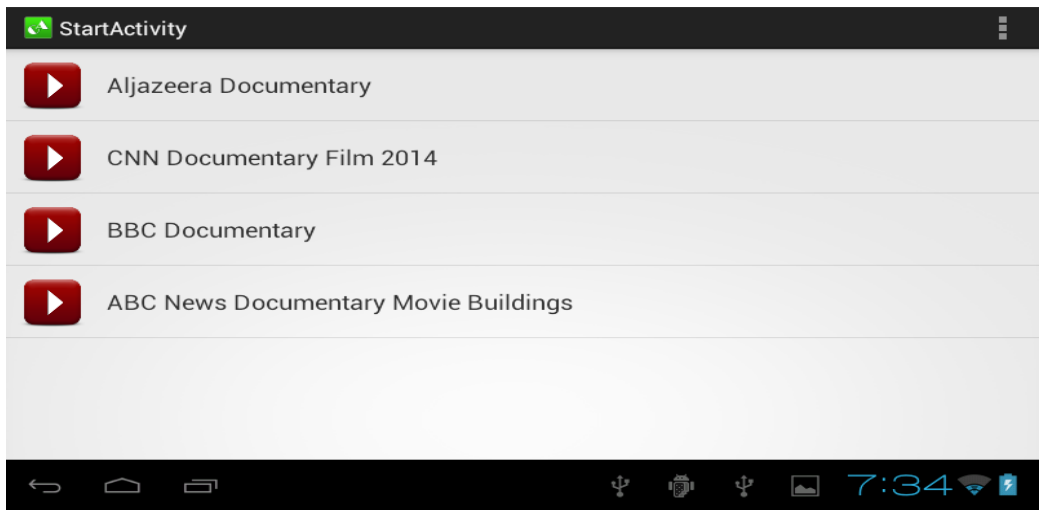 StartActivity
Aljazeera Documentary
CNN Documentary Film 2014
BBC Documentary
ABC News Documentary Movie Buildings
7:34